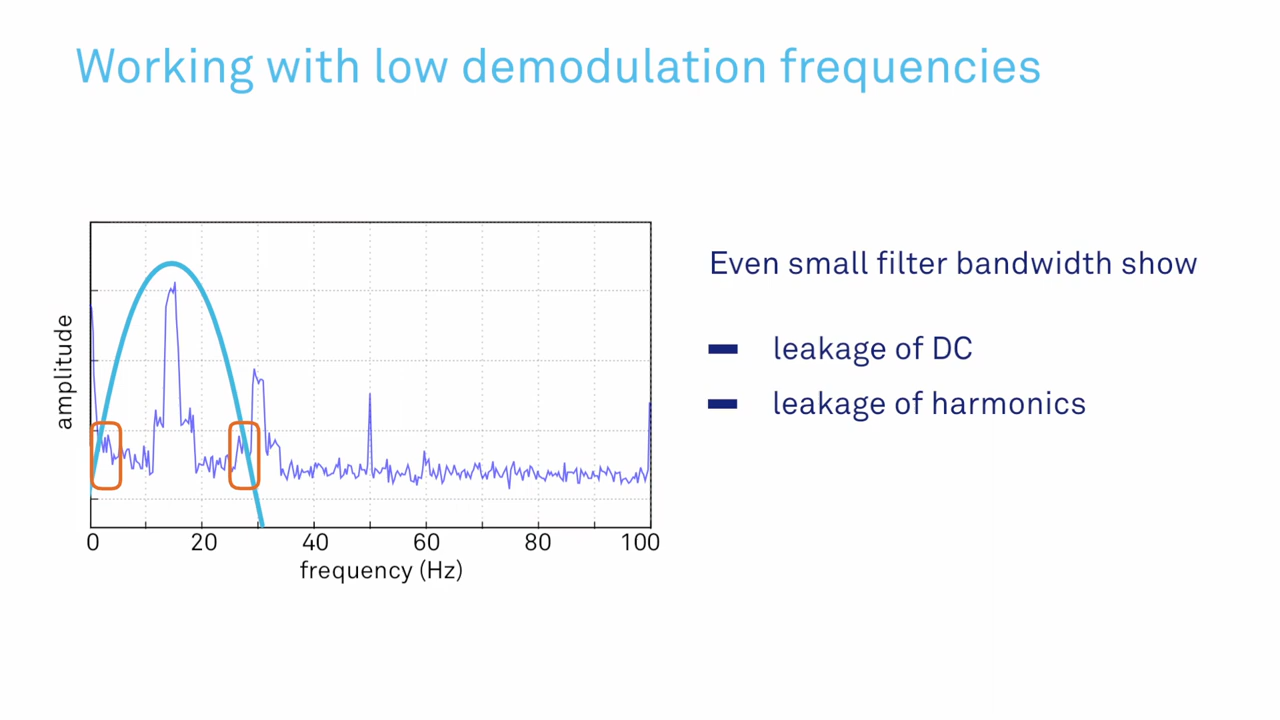 Working with low demodulation frequencies
amplitude
0 20 40 60 80 100
frequency (Hz)
Even small filter bandwidth show
leakage of DC
leakage of harmonics